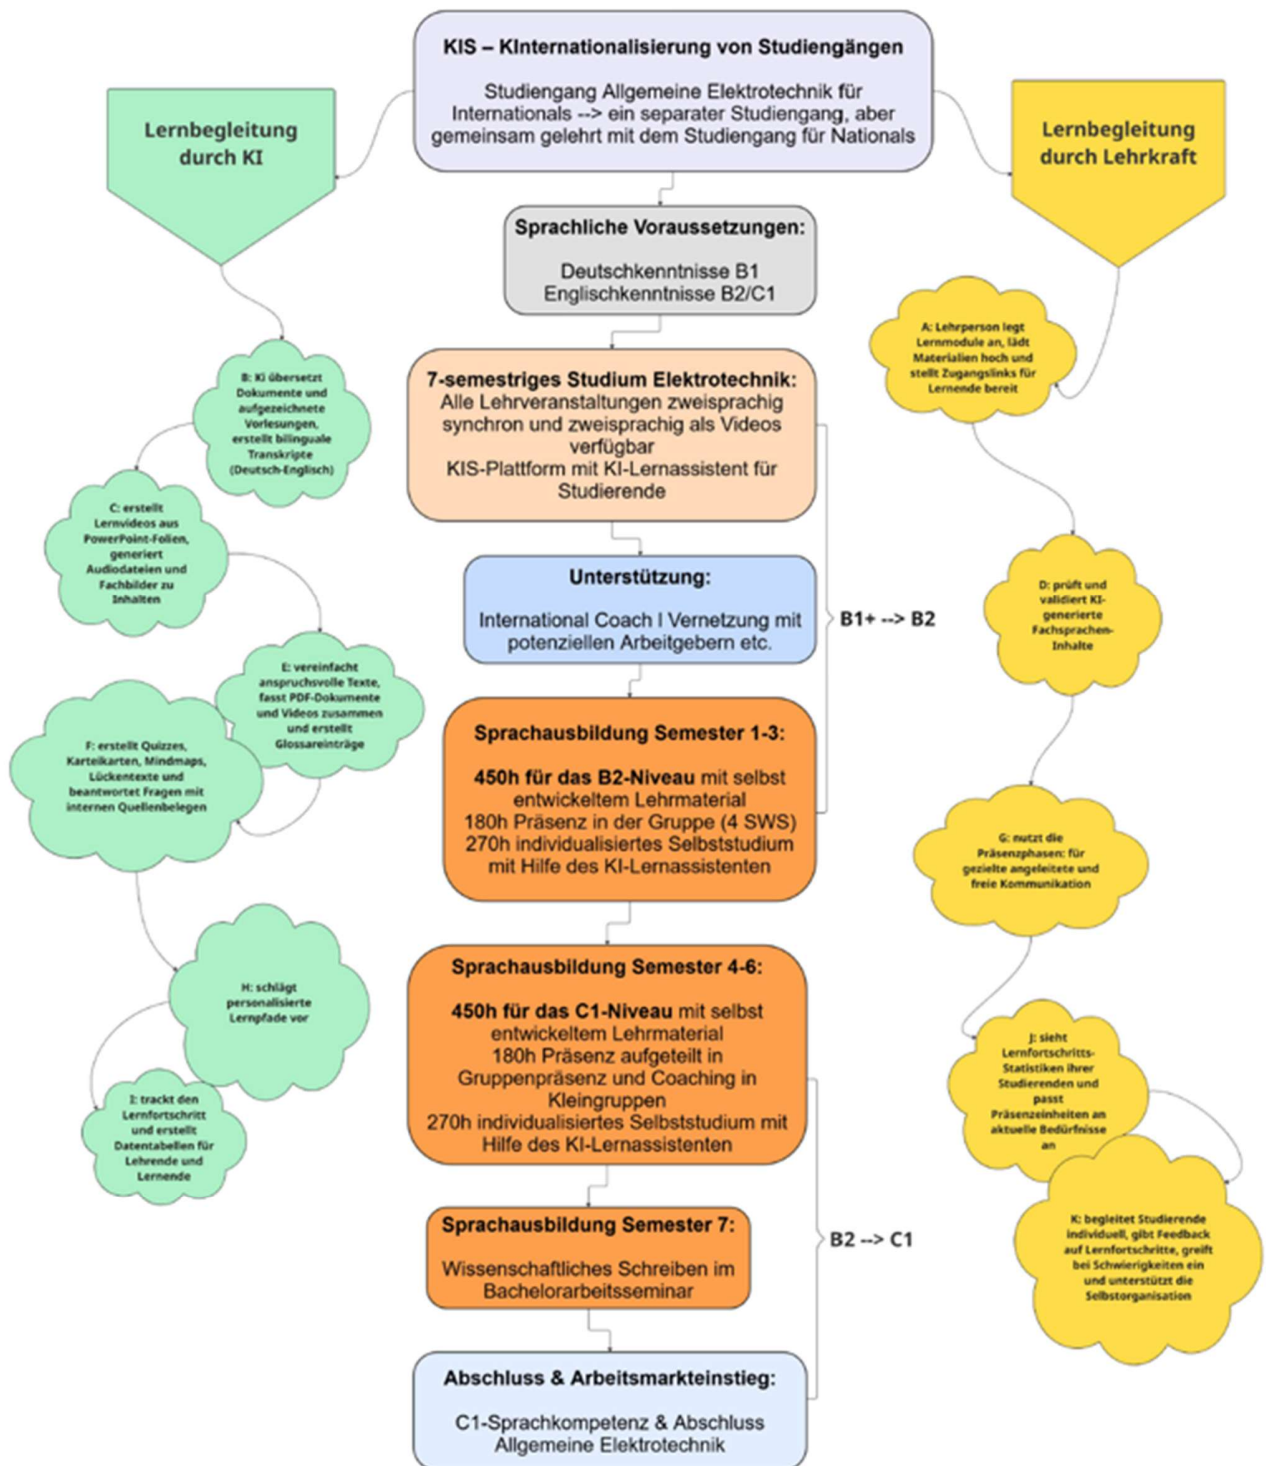 KIS – KInternationalisierung von Studiengängen
Studiengang Allgemeine Elektrotechnik für
Internationals --> ein separater Studiengang, aber
gemeinsam gelehrt mit dem Studiengang für Nationals
Lernbegleitung
durch KI
Lernbegleitung
durch Lehrkraft
Sprachliche Voraussetzungen:
Deutschkenntnisse B1
Englischkenntnisse B2/C1
7-semestriges Studium Elektrotechnik:
Alle Lehrveranstaltungen zweisprachig
synchron und zweisprachig als Videos
verfügbar
KIS-Plattform mit KI-Lernassistent für
Studierende
Unterstützung:
International Coach I Vernetzung mit
potenziellen Arbeitgebern etc.
B1+ --> B2
Sprachausbildung Semester 1-3:
450h für das B2-Niveau mit selbst
entwickeltem Lehrmaterial
180h Präsenz in der Gruppe (4 SWS)
270h individualisiertes Selbststudium
mit Hilfe des KI-Lernassistenten
Sprachausbildung Semester 4-6:
450h für das C1-Niveau mit selbst
entwickeltem Lehrmaterial
180h Präsenz aufgeteilt in
Gruppenpräsenz und Coaching in
Kleingruppen
270h individualisiertes Selbststudium mit
Hilfe des KI-Lernassistenten
Sprachausbildung Semester 7:
Wissenschaftliches Schreiben im
Bachelorarbeitsseminar
B2 --> C1
Abschluss & Arbeitsmarkteinstieg:
C1-Sprachkompetenz & Abschluss
Allgemeine Elektrotechnik
B: Ki übersetzt
Dokumente und
aufgezeichnete
Vorlesungen,
erstellt bilinguale
Transkripte
(Deutsch-Englisch)
C: erstellt
Lernvideos aus
PowerPoint-Folien,
generiert
Audiodateien und
Fachbilder zu
Inhalten
E: vereinfacht
anspruchsvolle Texte,
fasst PDF-Dokumente
und Videos zusammen
und erstellt
Glossareinträge
F: erstellt Quizzes,
Karteikarten, Mindmaps,
Lückentexte und
beantwortet Fragen mit
internen Quellenbelegen
H: schlägt
personalisierte
Lernpfade vor
I: trackt den
Lernfortschritt
und erstellt
Datentabellen für
Lehrende und
Lernende
A: Lehrperson legt
Lernmodule an, lädt
Materialien hoch und
stellt Zugangslinks für
Lernende bereit
D: prüft und
validiert KI-
generierte
Fachsprachen-
Inhalte
G: nutzt die
Präsenzphasen: für
gezielte angeleitete und
freie Kommunikation
J: sieht
Lernfortschritts-
Statistiken ihrer
Studierenden und
passt
Präsenzeinheiten an
aktuelle Bedürfnisse
an
K: begleitet Studierende
individuell, gibt Feedback
auf Lernfortschritte, greift
bei Schwierigkeiten ein
und unterstützt die
Selbstorganisation